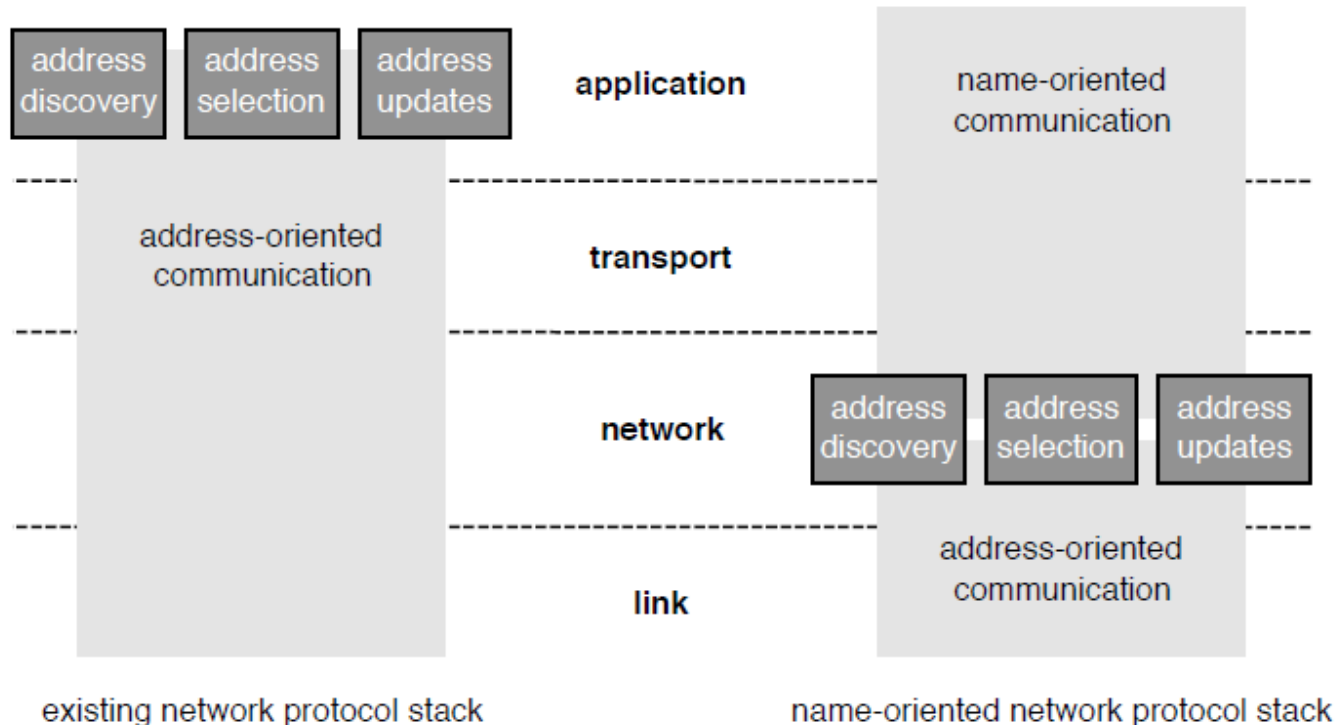 address
discovery
address
selection
address
updates
application
name-oriented
communication
address-oriented
communication
transport
network
address
discovery
address
selection
address
updates
link
address-oriented
communication
existing network protocol stack
name-oriented network protocol stack